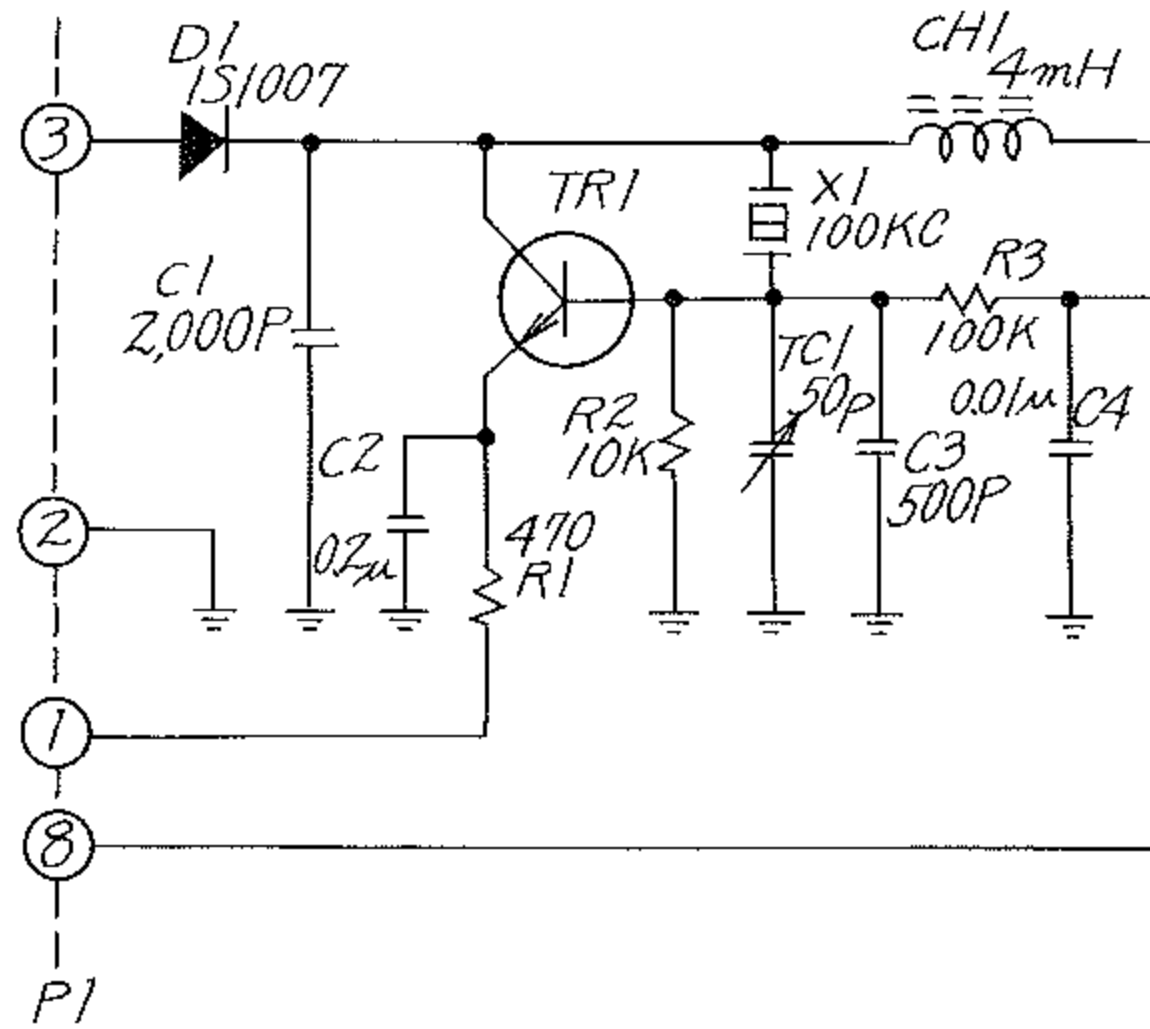 D1
1S1007
CH1
4mH
3
TR1
X1
100KC
C1
2,000P
R3
100K
TC1
50P
0.01μ
C4
R2
10K
C3
500P
C2
0.2μ
470
R1
2
1
8
P1